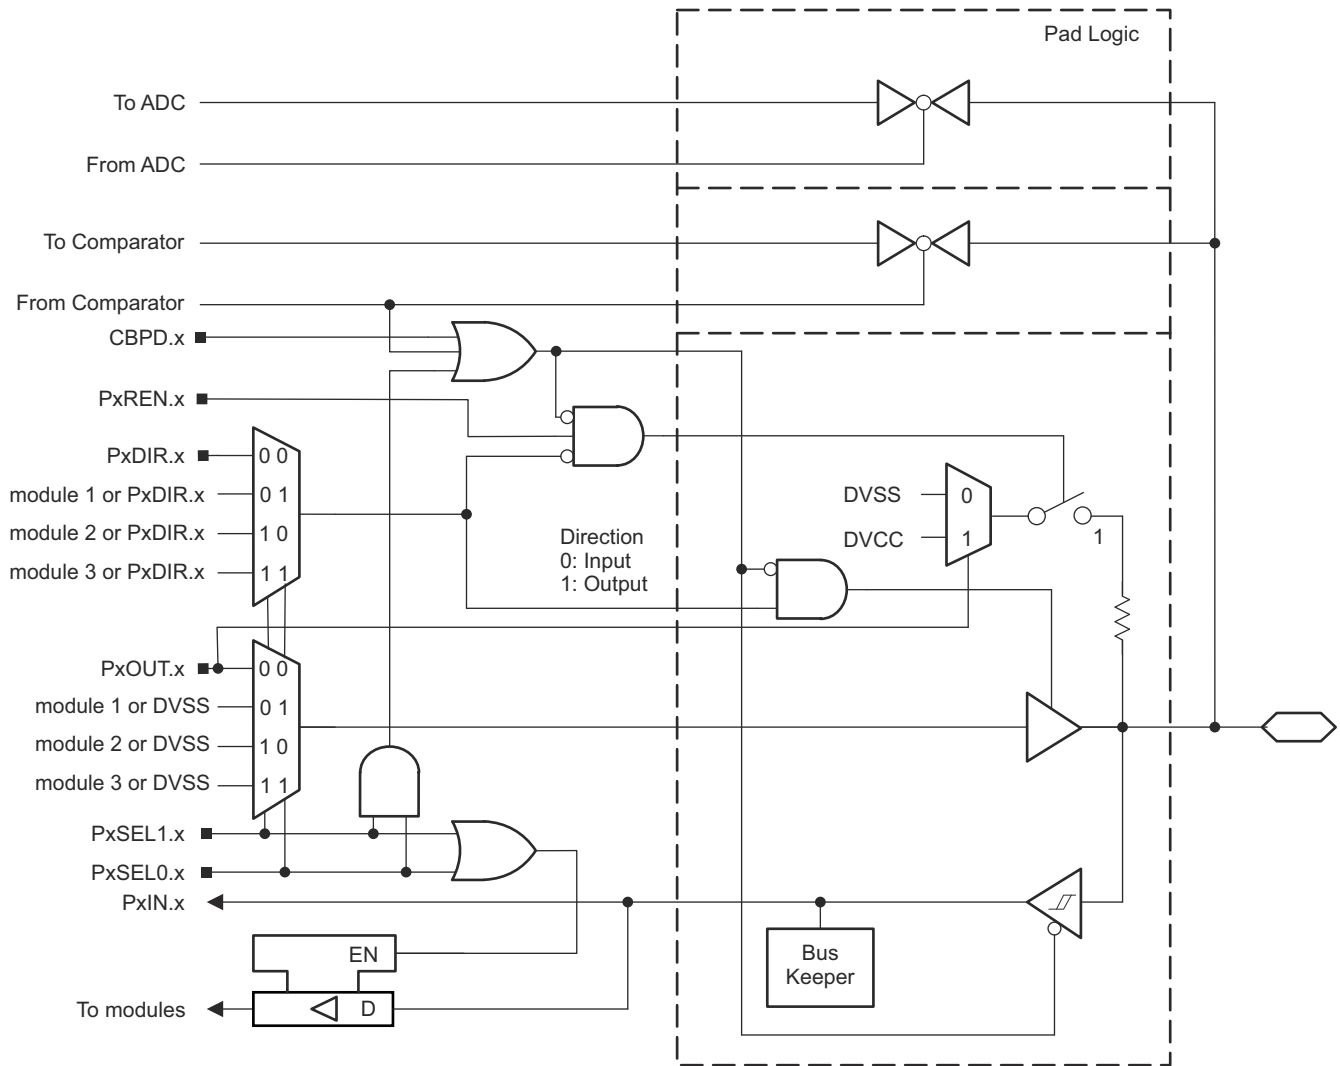 Pad Logic
To ADC
From ADC
To Comparator
From Comparator
CBPD.x
PxREN.x
PxDIR.x
0 0
module 1 or PxDIR.x
0 1
module 2 or PxDIR.x
1 0
module 3 or PxDIR.x
1 1
Direction
0: Input
1: Output
DVSS
0
DVCC
1
1
PxOUT.x
0 0
module 1 or DVSS
0 1
module 2 or DVSS
1 0
module 3 or DVSS
1 1
PxSEL1.x
PxSEL0.x
PxIN.x
Bus
Keeper
EN
To modules
D